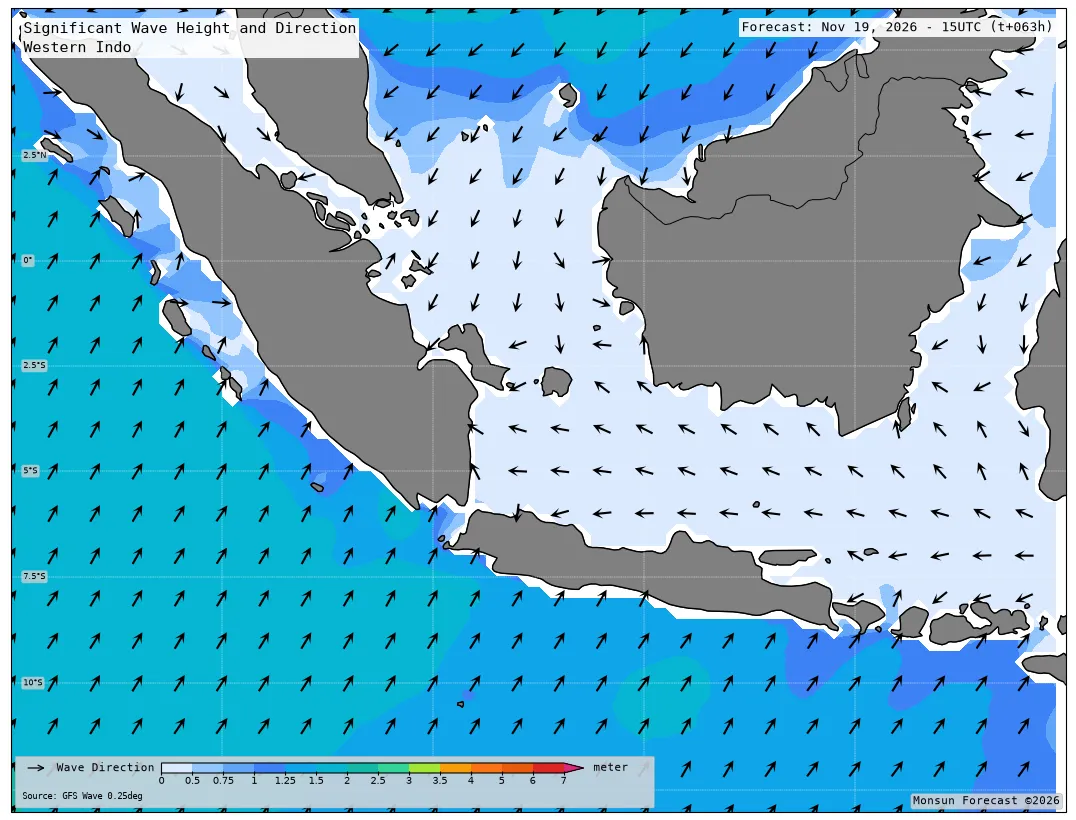 Significant Wave Height and Direction
Western Indo
Forecast: Nov 19, 2026 - 15UTC (t+063h)
2.5°N
0°
2.5°S
5°S
7.5°S
10°S
Wave Direction
0 0.5 0.75 1 1.25 1.5 2 2.5 3 3.5 4 5 6 7
meter
Source: GFS Wave 0.25deg
Monsun Forecast ©2026